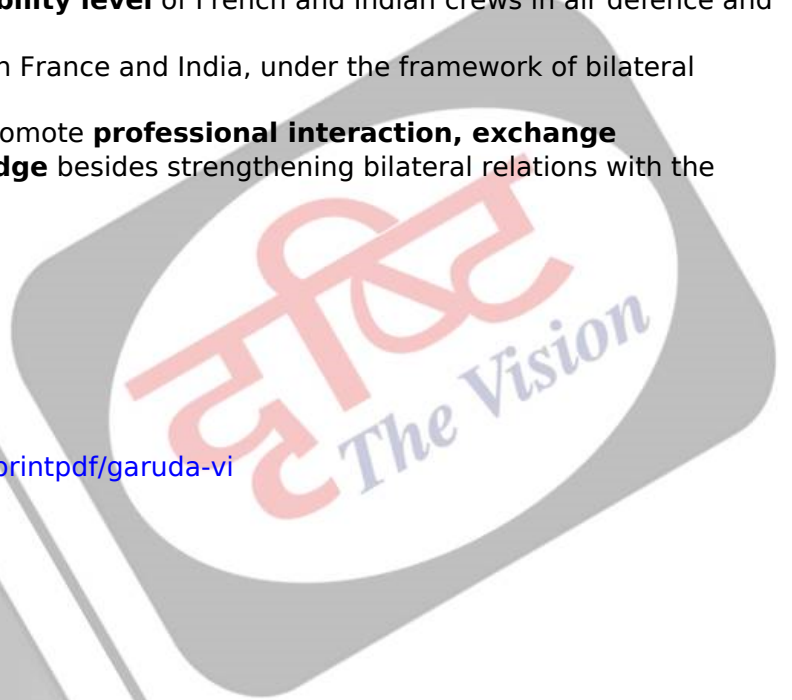 bility level of French and Indian crews in air defence and
n France and India, under the framework of bilateral
omote professional interaction, exchange
dge besides strengthening bilateral relations with the
दृष्टि
The Vision
printpdf/garuda-vi